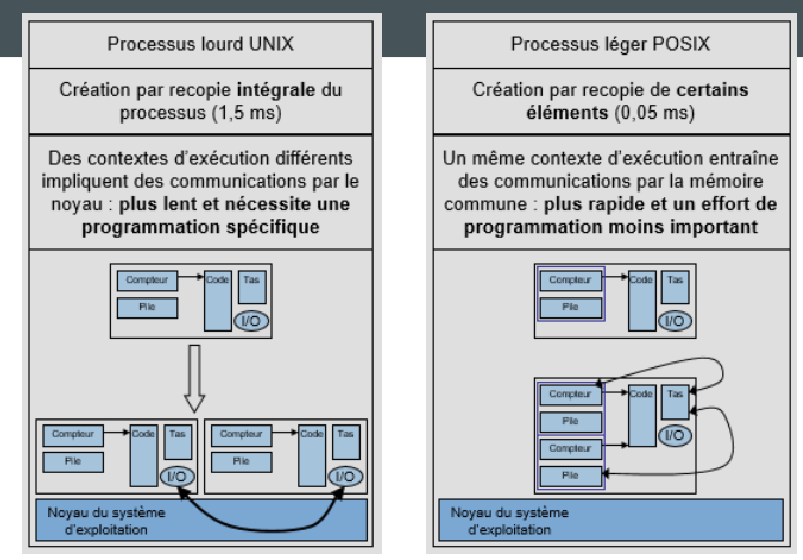 Processus lourd UNIX
Création par recopie intégrale du
processus (1,5 ms)
Des contextes d'exécution différents
impliquent des communications par le
noyau : plus lent et nécessite une
programmation spécifique
Compteur
Code
Tas
Pile
I/O
Compteur
Code
Tas
Pile
I/O
Compteur
Code
Tas
Pile
I/O
Noyau du système
d'exploitation
Processus léger POSIX
Création par recopie de certains
éléments (0,05 ms)
Un même contexte d'exécution entraîne
des communications par la mémoire
commune : plus rapide et un effort de
programmation moins important
Compteur
Code
Tas
Pile
I/O
Compteur
Code
Tas
Pile
I/O
Compteur
Pile
Noyau du système
d'exploitation